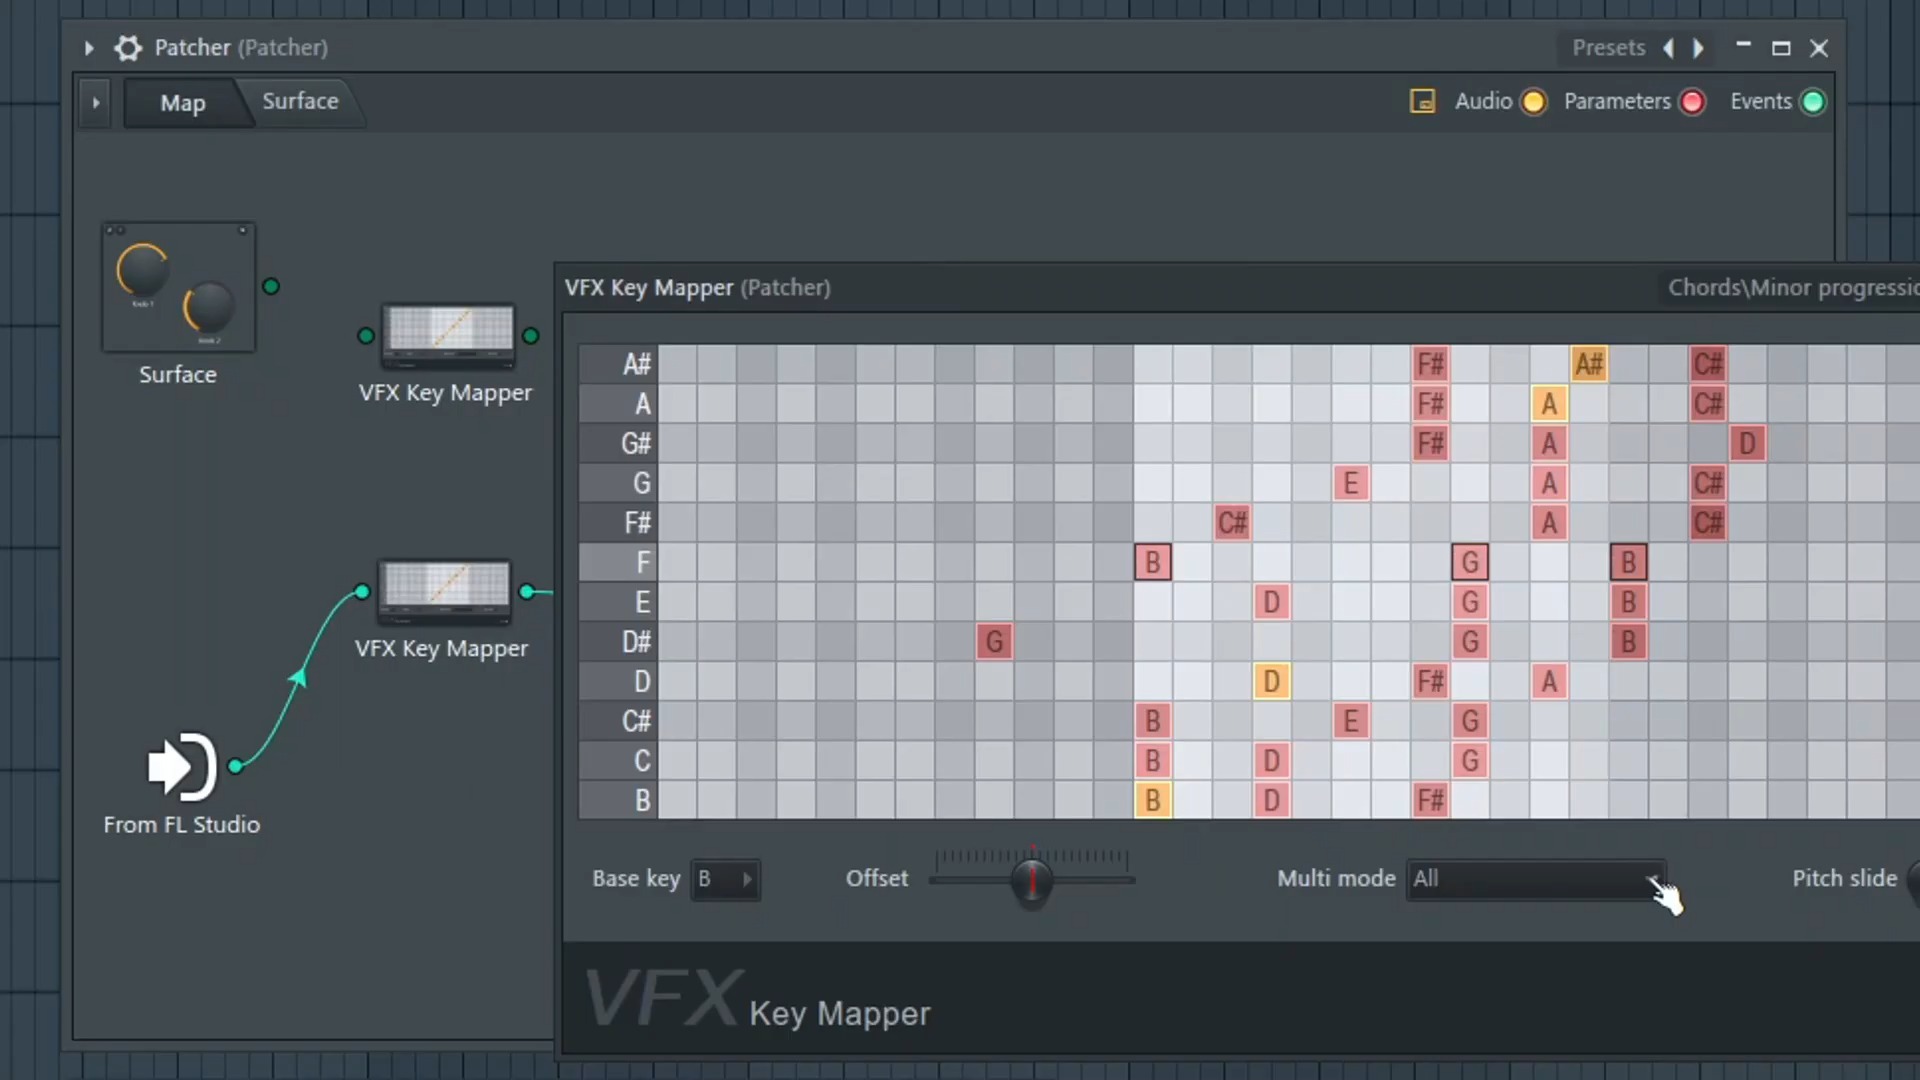 Patcher (Patcher)
Presets
Map
Surface
Audio
Parameters
Events
Surface
VFX Key Mapper
VFX Key Mapper
From FL Studio
VFX Key Mapper (Patcher)
Chords\Minor progressio
A# F# A# C#
A F# A C#
G# F# A D
G E A C#
F# C# A C#
F B G B
E D G B
D# G G B
D D F# A
C# B E G
C B D G
B B D F#
Base key B
Offset
Multi mode All
Pitch slide
VFX Key Mapper